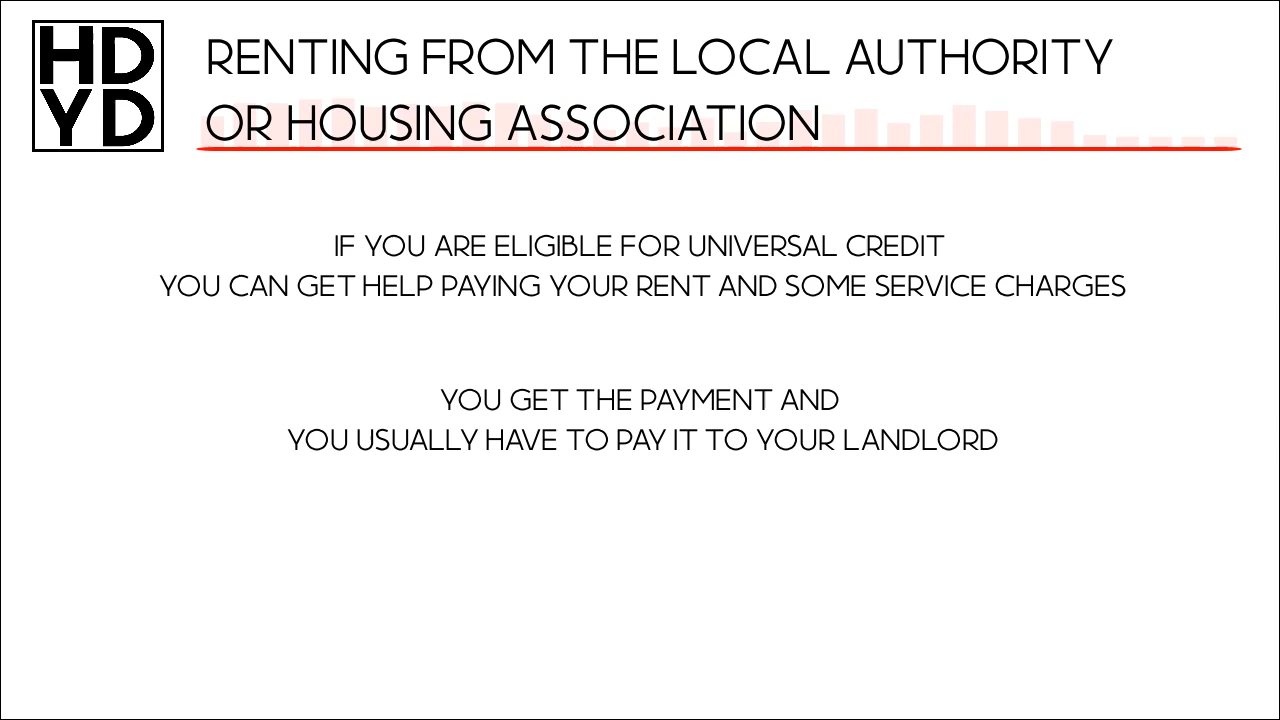 HD
YD
RENTING FROM THE LOCAL AUTHORITY
OR HOUSING ASSOCIATION
IF YOU ARE ELIGIBLE FOR UNIVERSAL CREDIT
YOU CAN GET HELP PAYING YOUR RENT AND SOME SERVICE CHARGES
YOU GET THE PAYMENT AND
YOU USUALLY HAVE TO PAY IT TO YOUR LANDLORD